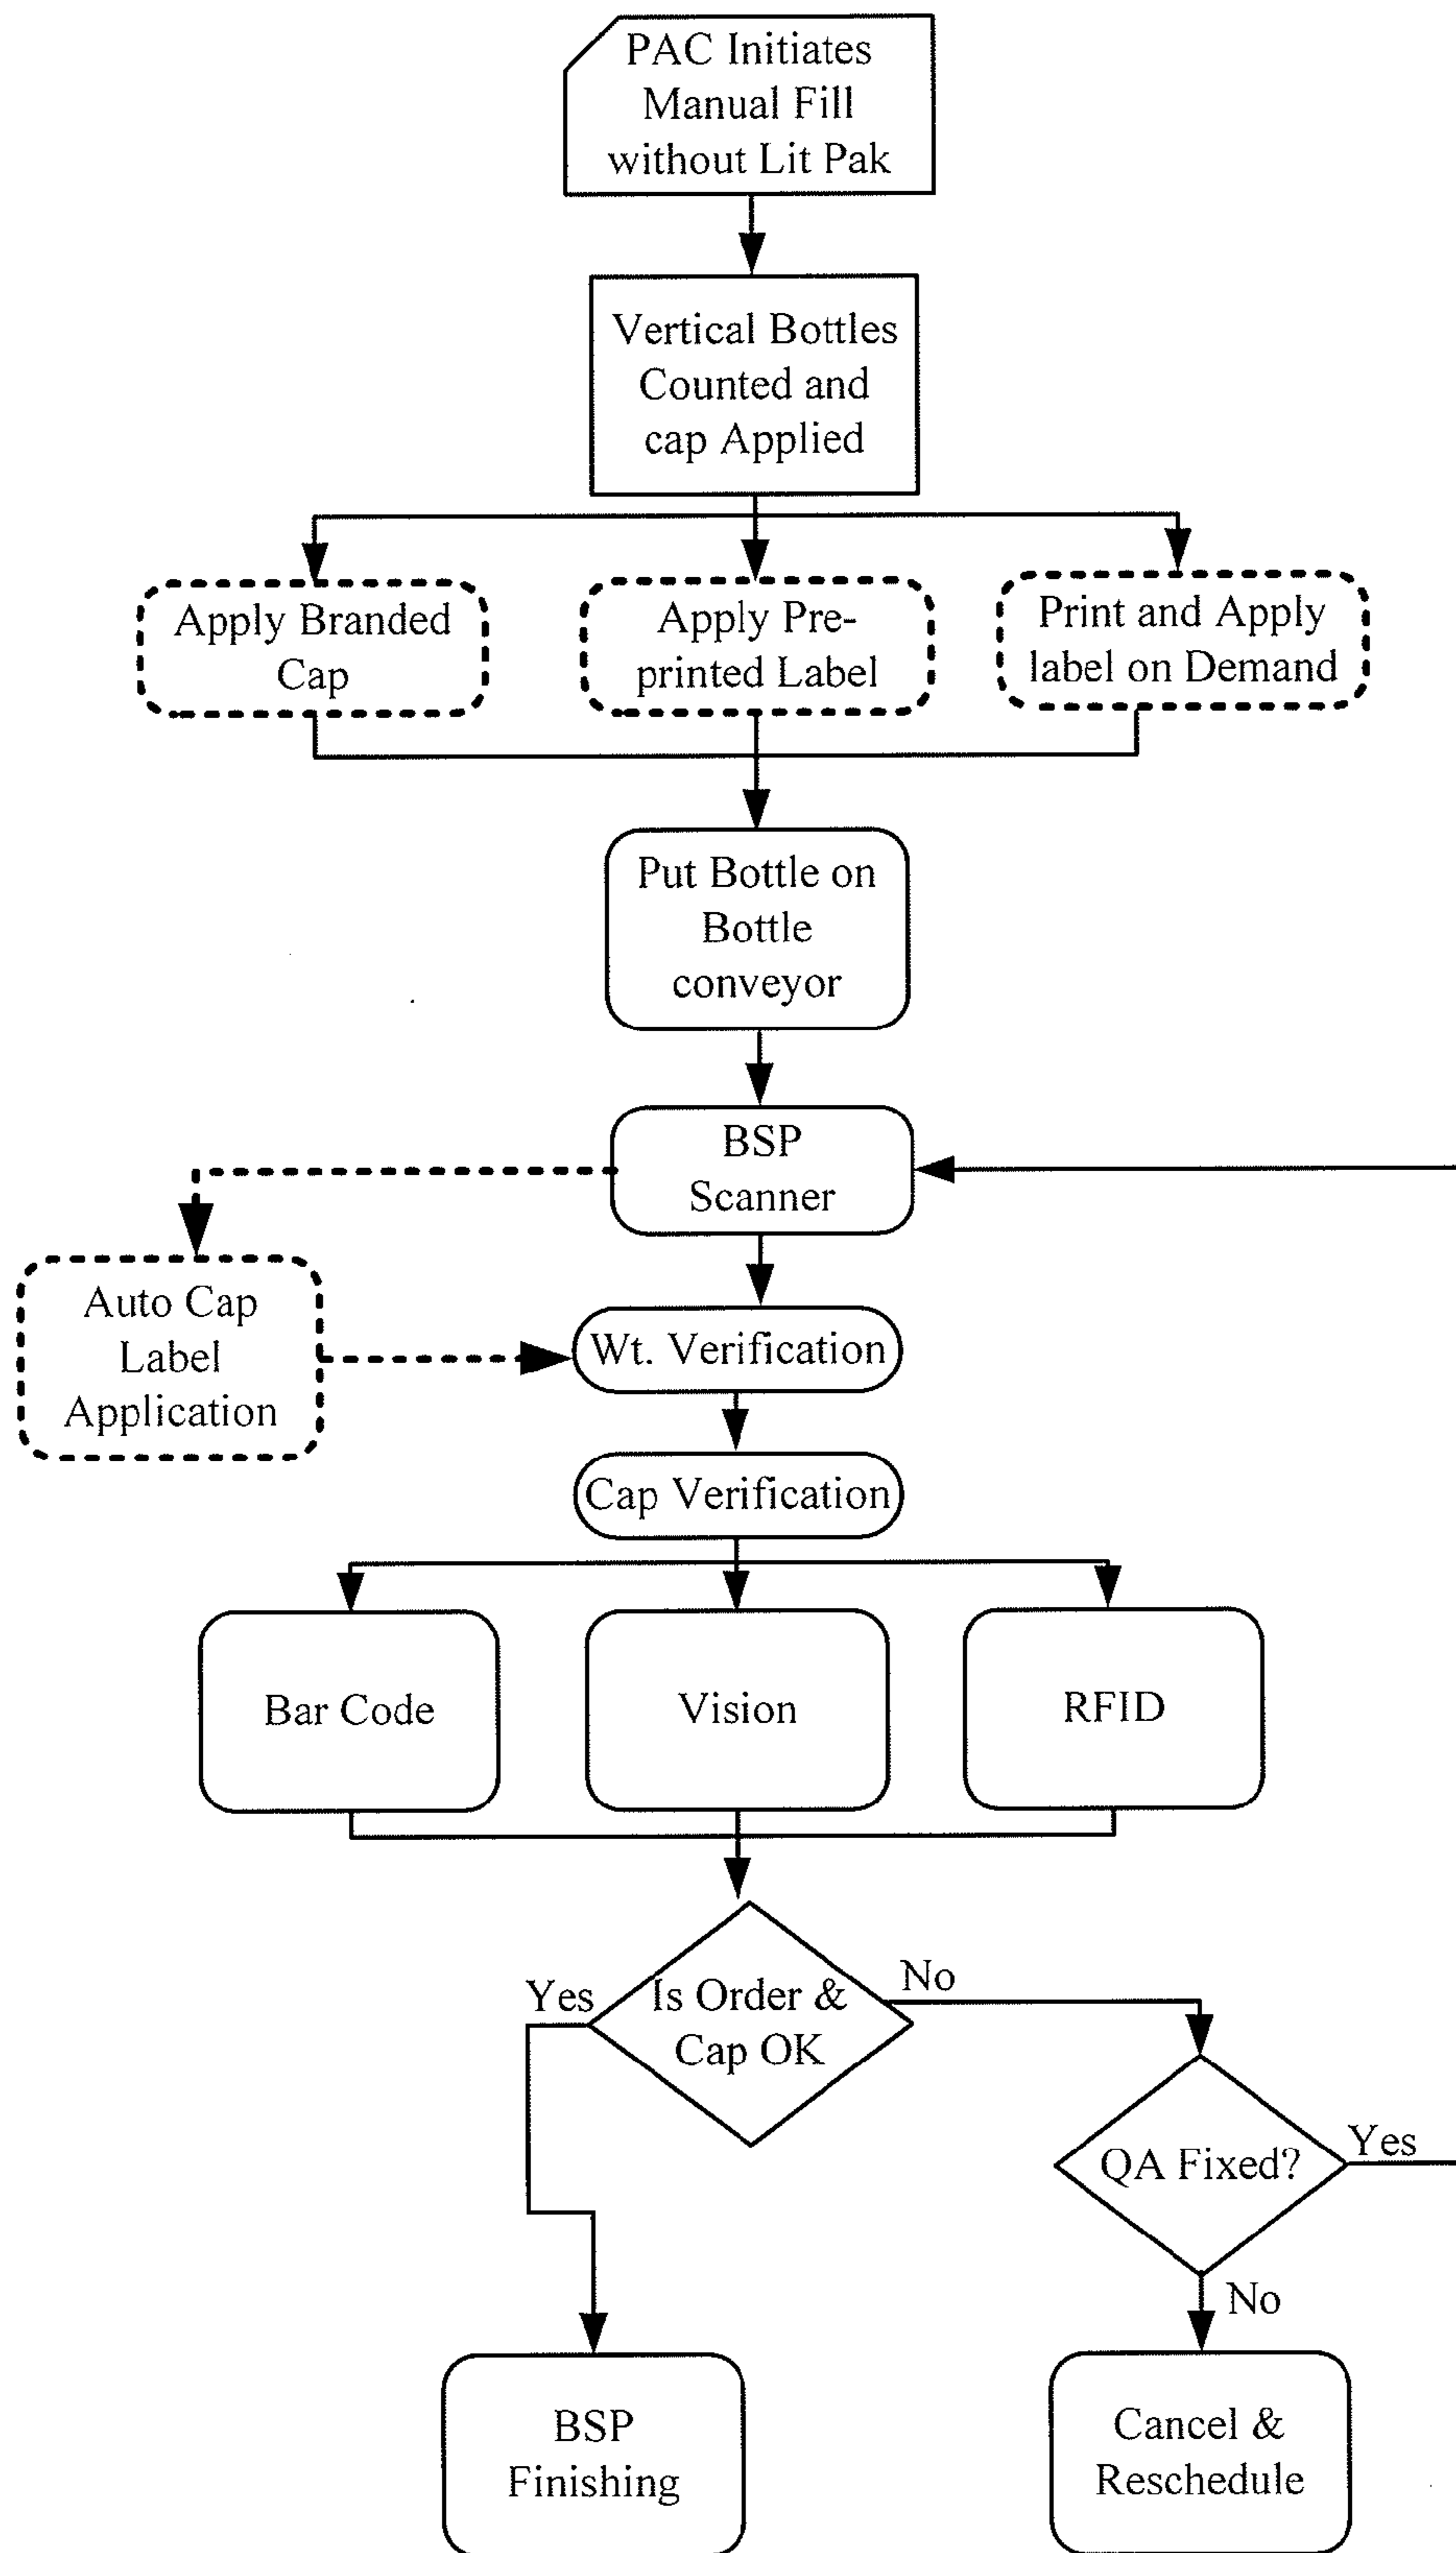 PAC Initiates
Manual Fill
without Lit Pak
Vertical Bottles
Counted and
cap Applied
Apply Branded
Cap
Apply Pre-
printed Label
Print and Apply
label on Demand
Put Bottle on
Bottle
conveyor
BSP
Scanner
Auto Cap
Label
Application
Wt. Verification
Cap Verification
Bar Code
Vision
RFID
Is Order &
Cap OK
Yes
No
QA Fixed?
Yes
No
BSP
Finishing
Cancel &
Reschedule